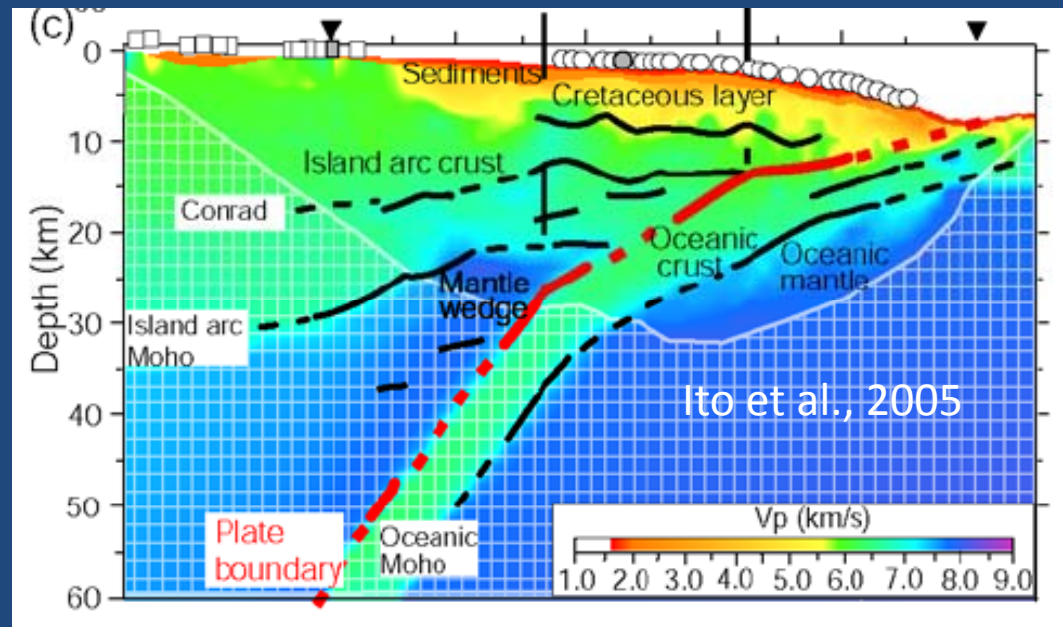 (c)
0
Sediments
Cretaceous layer
10
Island arc crust
Conrad
Depth (km)
20
Oceanic
crust
Oceanic
mantle
Mantle
wedge
30
Island arc
Moho
Ito et al., 2005
40
50
Vp (km/s)
Plate
boundary
Oceanic
Moho
1.0 2.0 3.0 4.0 5.0 6.0 7.0 8.0 9.0
60